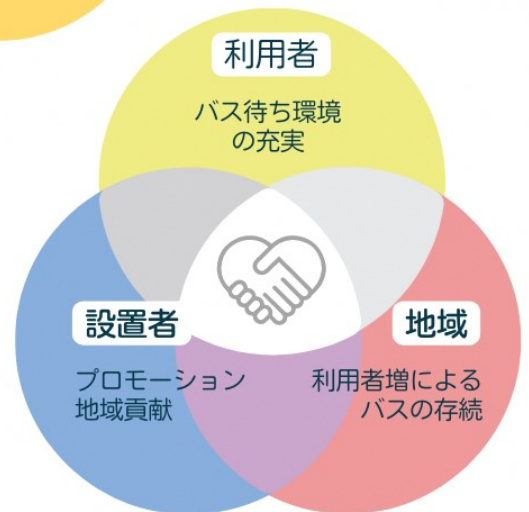 利用者
バス待ち環境
の充実
設置者
プロモーション
地域貢献
地域
利用者増による
バスの存続